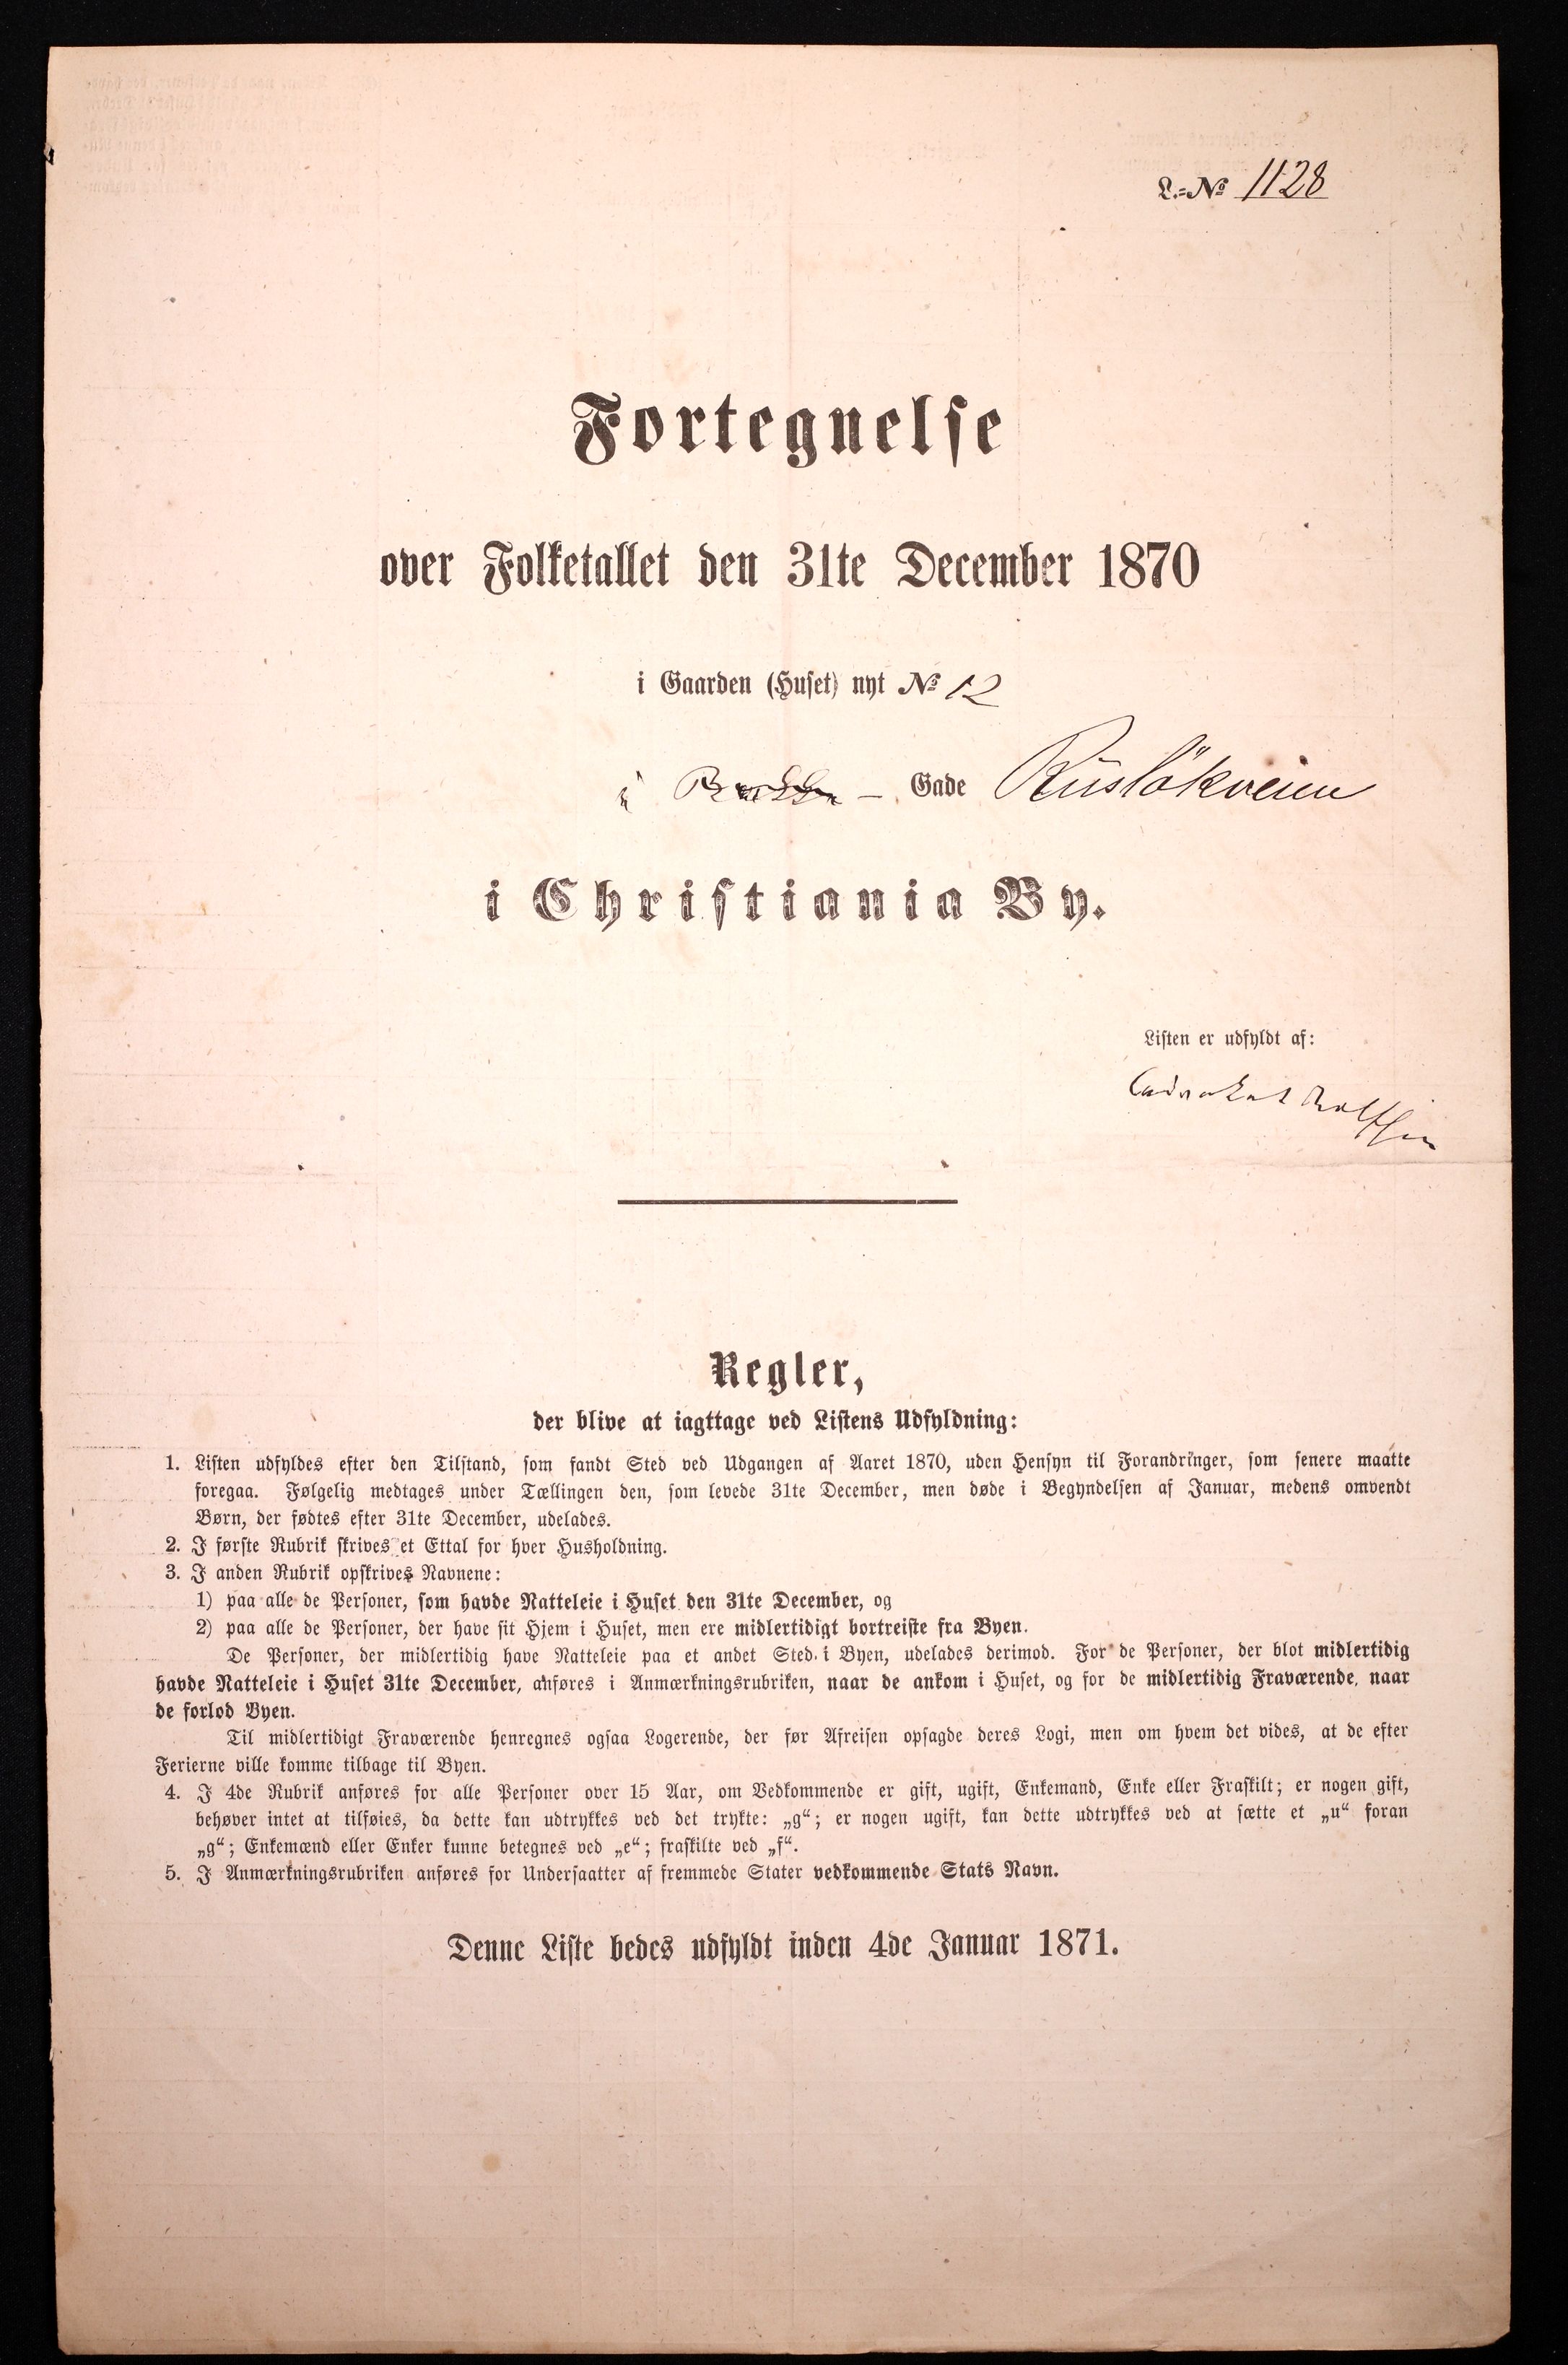 L.-No 1128
Fortegnelse
over Folketallet den 31te December 1870
i Gaarden (Huset) nyt No 12
i — Gade Rüsløkveien
i Christiania By.
Listen er udfyldt af:
Advokat Rolffsen
Regler,
der blive at iagttage ved Listens Udfyldning:
1. Listen udfyldes efter den Tilstand, som fandt Sted ved Udgangen af Aaret 1870, uden Hensyn til Forandringer, som senere maatte
foregaa. Følgelig medtages under Tællingen den, som levede 31te December, men døde i Begyndelsen af Januar, medens omvendt
Børn, der fødtes efter 31te December, udelades.
2. I første Rubrik skrives et Ettal for hver Husholdning.
3. I anden Rubrik opskrives Navnene:
1) paa alle de Personer, som havde Natteleie i Huset den 31te December, og
2) paa alle de Personer, der have sit Hjem i Huset, men ere midlertidigt bortreiste fra Byen.
De Personer, der midlertidig have Natteleie paa et andet Sted i Byen, udelades derimod. For de Personer, der blot midlertidig
havde Natteleie i Huset 31te December, anføres i Anmærkningsrubriken, naar de ankom i Huset, og for de midlertidig Fraværende, naar
de forlod Byen.
Til midlertidigt Fraværende henregnes ogsaa Logerende, der før Afreisen opsagde deres Logi, men om hvem det vides, at de efter
Ferierne ville komme tilbage til Byen.
4. I 4de Rubrik anføres for alle Personer over 15 Aar, om Vedkommende er gift, ugift, Enkemand, Enke eller Fraskilt; er nogen gift,
behøver intet at tilføies, da dette kan udtrykkes ved det trykte: „g“; er nogen ugift, kan dette udtrykkes ved at sætte et „u“ foran
„g“; Enkemænd eller Enker kunne betegnes ved „e“; fraskilte ved „f“.
5. I Anmærkningsrubriken anføres for Undersaatter af fremmede Stater vedkommende Stats Navn.
Denne Liste bedes udfyldt inden 4de Januar 1871.